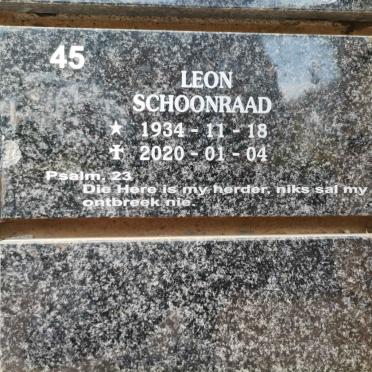 45
LEON
SCHOONRAAD
★ 1934 - 11 - 18
✝ 2020 - 01 - 04
Psalm. 23
Die Here is my herder, niks sal my
ontbreek nie.